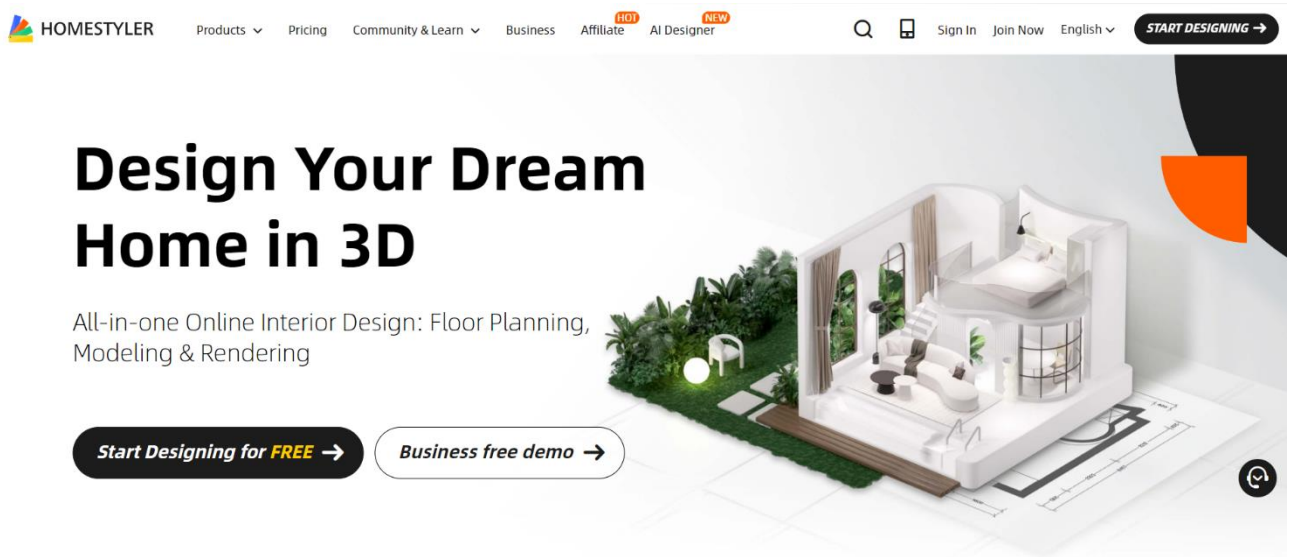 HOMESTYLER
Products
Pricing
Community & Learn
Business
Affiliate
HOT
AI Designer
NEW
Sign In
Join Now
English
START DESIGNING →
Design Your Dream
Home in 3D
All-in-one Online Interior Design: Floor Planning,
Modeling & Rendering
Start Designing for FREE →
Business free demo →